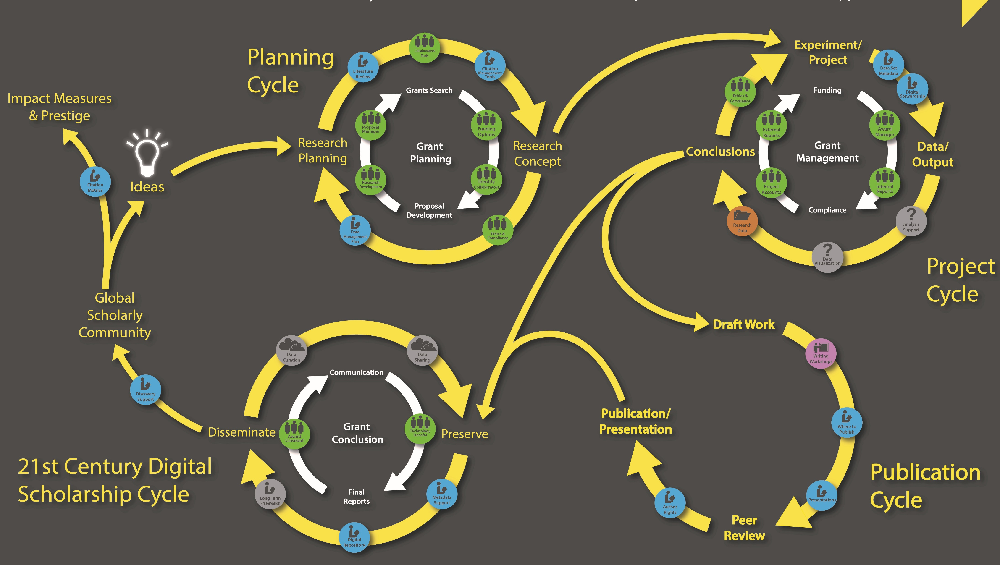 Planning
Cycle
Literature
Review
Collaboration
Tools
Citation
Management
Tools
Grants Search
Proposal
Manager
Funding
Options
Grant
Planning
Research
Development
Identify
Collaborators
Proposal
Development
Research
Planning
Research
Concept
Data
Management
Plan
Ethics &
Compliance
Impact Measures
& Prestige
Citation
Metrics
Ideas
Global
Scholarly
Community
Discovery
Support
Experiment/
Project
Data Set
Metadata
Digital
Stewardship
Ethics &
Compliance
Funding
External
Reports
Award
Manager
Grant
Management
Project
Accounts
Internal
Reports
Compliance
Conclusions
Data/
Output
Research
Data
Analysis
Support
Data
Visualization
Project
Cycle
Draft Work
Writing
Workshops
Where to
Publish
Presentations
Peer
Review
Author
Rights
Publication/
Presentation
Publication
Cycle
Data
Curation
Data
Sharing
Communication
Award
Closeout
Grant
Conclusion
Technology
Transfer
Final
Reports
Disseminate
Preserve
Long Term
Preservation
Metadata
Support
Digital
Repository
21st Century Digital
Scholarship Cycle